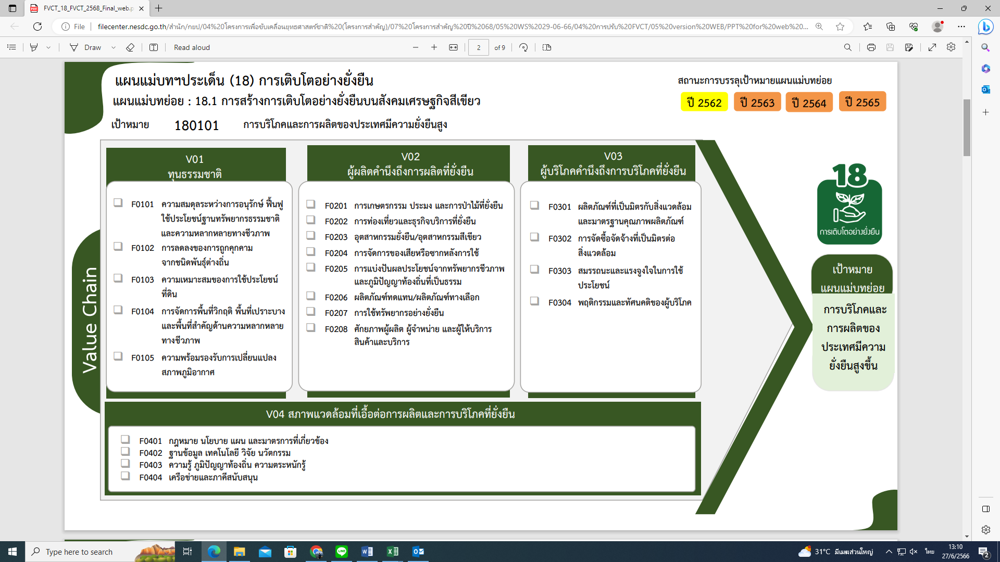 FVCT_18_FVCT_2568_Final_web.p
File
filecenter.nesdc.go.th/สำนัก/กยป/04%20โครงการเพื่อขับเคลื่อนยุทธศาสตร์ชาติ%20(โครงการสำคัญ)/07%20โครงการสำคัญ%20ปี%2068/05%20WS%2029-06-66/04%20การปรับ%20FVCT/05%20version%20WEB/PPT%20for%20web%20...
Draw
Read aloud
2
of 9
แผนแม่บทฯประเด็น (18) การเติบโตอย่างยั่งยืน
แผนแม่บทย่อย : 18.1 การสร้างการเติบโตอย่างยั่งยืนบนสังคมเศรษฐกิจสีเขียว
เป้าหมาย 180101 การบริโภคและการผลิตของประเทศมีความยั่งยืนสูง
สถานะการบรรลุเป้าหมายแผนแม่บทย่อย
ปี 2562 ปี 2563 ปี 2564 ปี 2565
Value Chain
V01
ทุนธรรมชาติ
F0101 ความสมดุลระหว่างการอนุรักษ์ ฟื้นฟู
ใช้ประโยชน์ฐานทรัพยากรธรรมชาติ
และความหลากหลายทางชีวภาพ
F0102 การลดลงของการถูกคุกคาม
จากชนิดพันธุ์ต่างถิ่น
F0103 ความเหมาะสมของการใช้ประโยชน์
ที่ดิน
F0104 การจัดการพื้นที่วิกฤติ พื้นที่เปราะบาง
และพื้นที่สำคัญด้านความหลากหลาย
ทางชีวภาพ
F0105 ความพร้อมรองรับการเปลี่ยนแปลง
สภาพภูมิอากาศ
V02
ผู้ผลิตคำนึงถึงการผลิตที่ยั่งยืน
F0201 การเกษตรกรรม ประมง และการป่าไม้ที่ยั่งยืน
F0202 การท่องเที่ยวและธุรกิจบริการที่ยั่งยืน
F0203 อุตสาหกรรมยั่งยืน/อุตสาหกรรมสีเขียว
F0204 การจัดการของเสียหรือซากหลังการใช้
F0205 การแบ่งปันผลประโยชน์จากทรัพยากรชีวภาพ
และภูมิปัญญาท้องถิ่นที่เป็นธรรม
F0206 ผลิตภัณฑ์ทดแทน/ผลิตภัณฑ์ทางเลือก
F0207 การใช้ทรัพยากรอย่างยั่งยืน
F0208 ศักยภาพผู้ผลิต ผู้จำหน่าย และผู้ให้บริการ
สินค้าและบริการ
V03
ผู้บริโภคคำนึงถึงการบริโภคที่ยั่งยืน
F0301 ผลิตภัณฑ์ที่เป็นมิตรกับสิ่งแวดล้อม
และมาตรฐานคุณภาพผลิตภัณฑ์
F0302 การจัดซื้อจัดจ้างที่เป็นมิตรต่อ
สิ่งแวดล้อม
F0303 สมรรถนะและแรงจูงใจในการใช้
ประโยชน์
F0304 พฤติกรรมและทัศนคติของผู้บริโภค
V04 สภาพแวดล้อมที่เอื้อต่อการผลิตและการบริโภคที่ยั่งยืน
F0401 กฎหมาย นโยบาย แผน และมาตรการที่เกี่ยวข้อง
F0402 ฐานข้อมูล เทคโนโลยี วิจัย นวัตกรรม
F0403 ความรู้ ภูมิปัญญาท้องถิ่น ความตระหนักรู้
F0404 เครือข่ายและภาคีสนับสนุน
18
การเติบโตอย่างยั่งยืน
เป้าหมาย
แผนแม่บทย่อย
การบริโภคและ
การผลิตของ
ประเทศมีความ
ยั่งยืนสูงขึ้น
Type here to search
31°C มีเมฆส่วนใหญ่
ไทย
13:10
27/6/2566
2